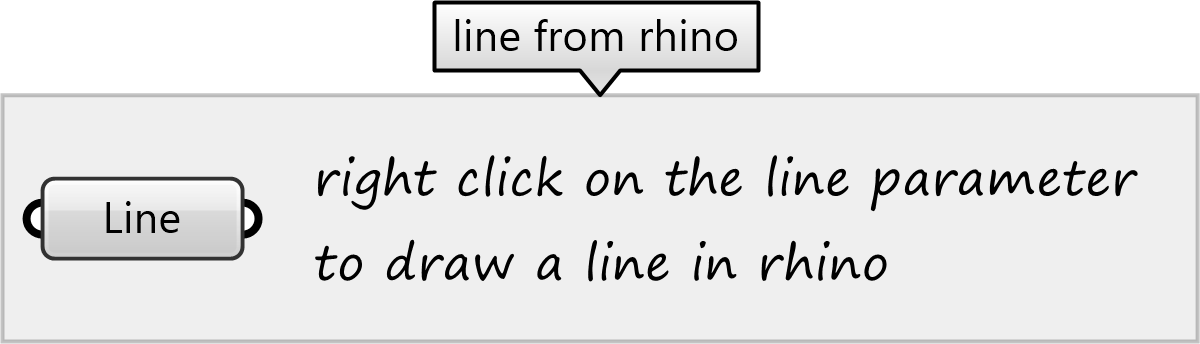 line from rhino
Line
right click on the line parameter
to draw a line in rhino